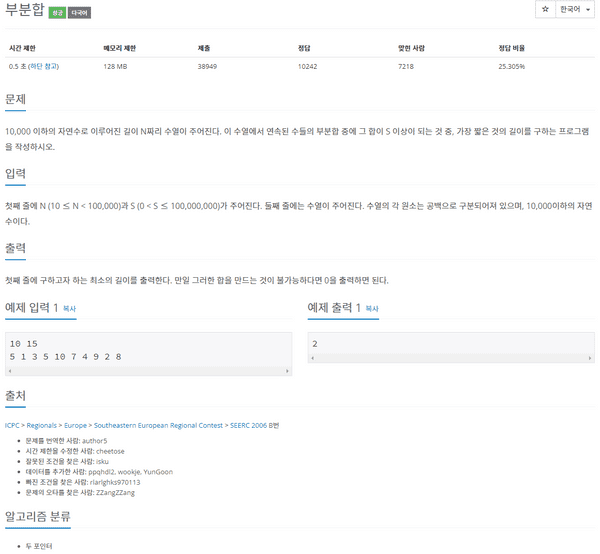 부분합 성공 다국어
☆ 한국어
시간 제한 메모리 제한 제출 정답 맞힌 사람 정답 비율
0.5 초 (하단 참고) 128 MB 38949 10242 7218 25.305%
문제
10,000 이하의 자연수로 이루어진 길이 N짜리 수열이 주어진다. 이 수열에서 연속된 수들의 부분합 중에 그 합이 S 이상이 되는 것 중, 가장 짧은 것의 길이를 구하는 프로그램
을 작성하시오.
입력
첫째 줄에 N (10 ≤ N < 100,000)과 S (0 < S ≤ 100,000,000)가 주어진다. 둘째 줄에는 수열이 주어진다. 수열의 각 원소는 공백으로 구분되어져 있으며, 10,000이하의 자연
수이다.
출력
첫째 줄에 구하고자 하는 최소의 길이를 출력한다. 만일 그러한 합을 만드는 것이 불가능하다면 0을 출력하면 된다.
예제 입력 1 복사
10 15
5 1 3 5 10 7 4 9 2 8
예제 출력 1 복사
2
출처
ICPC > Regionals > Europe > Southeastern European Regional Contest > SEERC 2006 B번
문제를 번역한 사람: author5
시간 제한을 수정한 사람: cheetose
잘못된 조건을 찾은 사람: isku
데이터를 추가한 사람: ppqhdl2, wookje, YunGoon
빠진 조건을 찾은 사람: rlarlghks970113
문제의 오타를 찾은 사람: ZZangZZang
알고리즘 분류
두 포인터